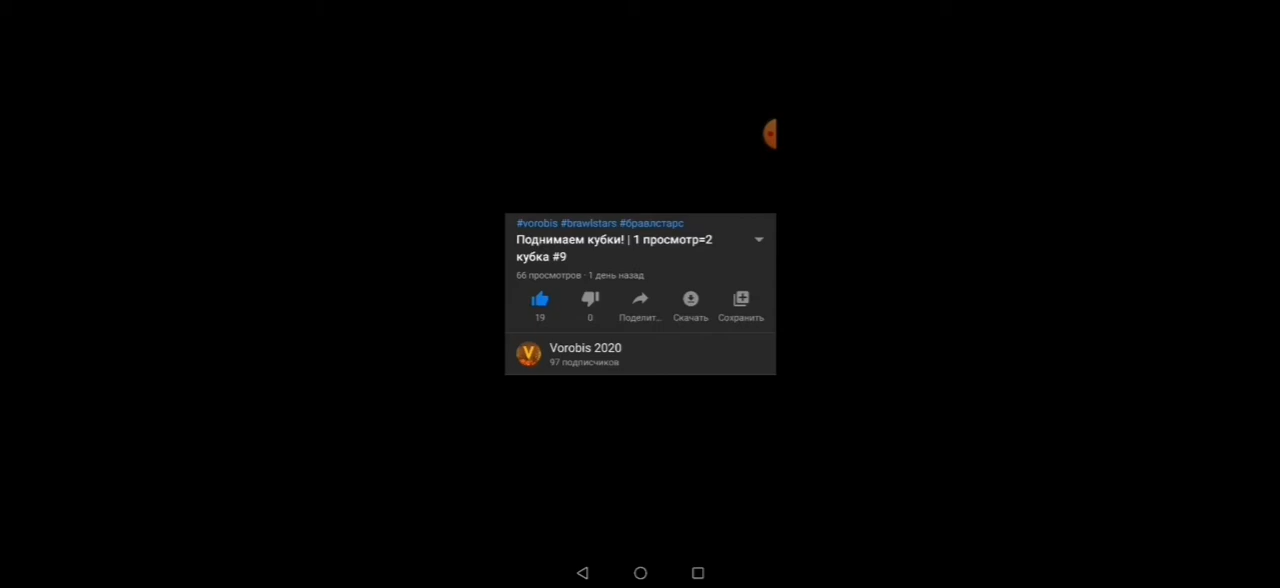 #vorobis #brawlstars #бравлстарс
Поднимаем кубки! | 1 просмотр=2
кубка #9
66 просмотров · 1 день назад
19
0
Поделит...
Скачать
Сохранить
V
Vorobis 2020
97 подписчиков